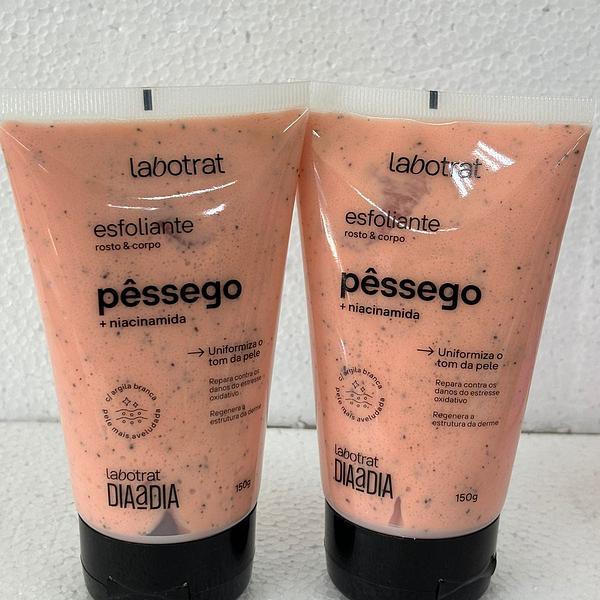 labotrat
esfoliante
rosto & corpo
pêssego
+ niacinamida
→ Uniformiza o
tom da pele
Repara contra os
danos do estresse
oxidativo
Regenera a
estrutura da derme
c/ argila branca
pele mais aveludada
labotrat
DIAaDIA
150g
labotrat
esfoliante
rosto & corpo
pêssego
+ niacinamida
→ Uniformiza o
tom da pele
Repara contra os
danos do estresse
oxidativo
Regenera a
estrutura da derme
c/ argila branca
pele mais aveludada
labotrat
DIAaDIA
150g